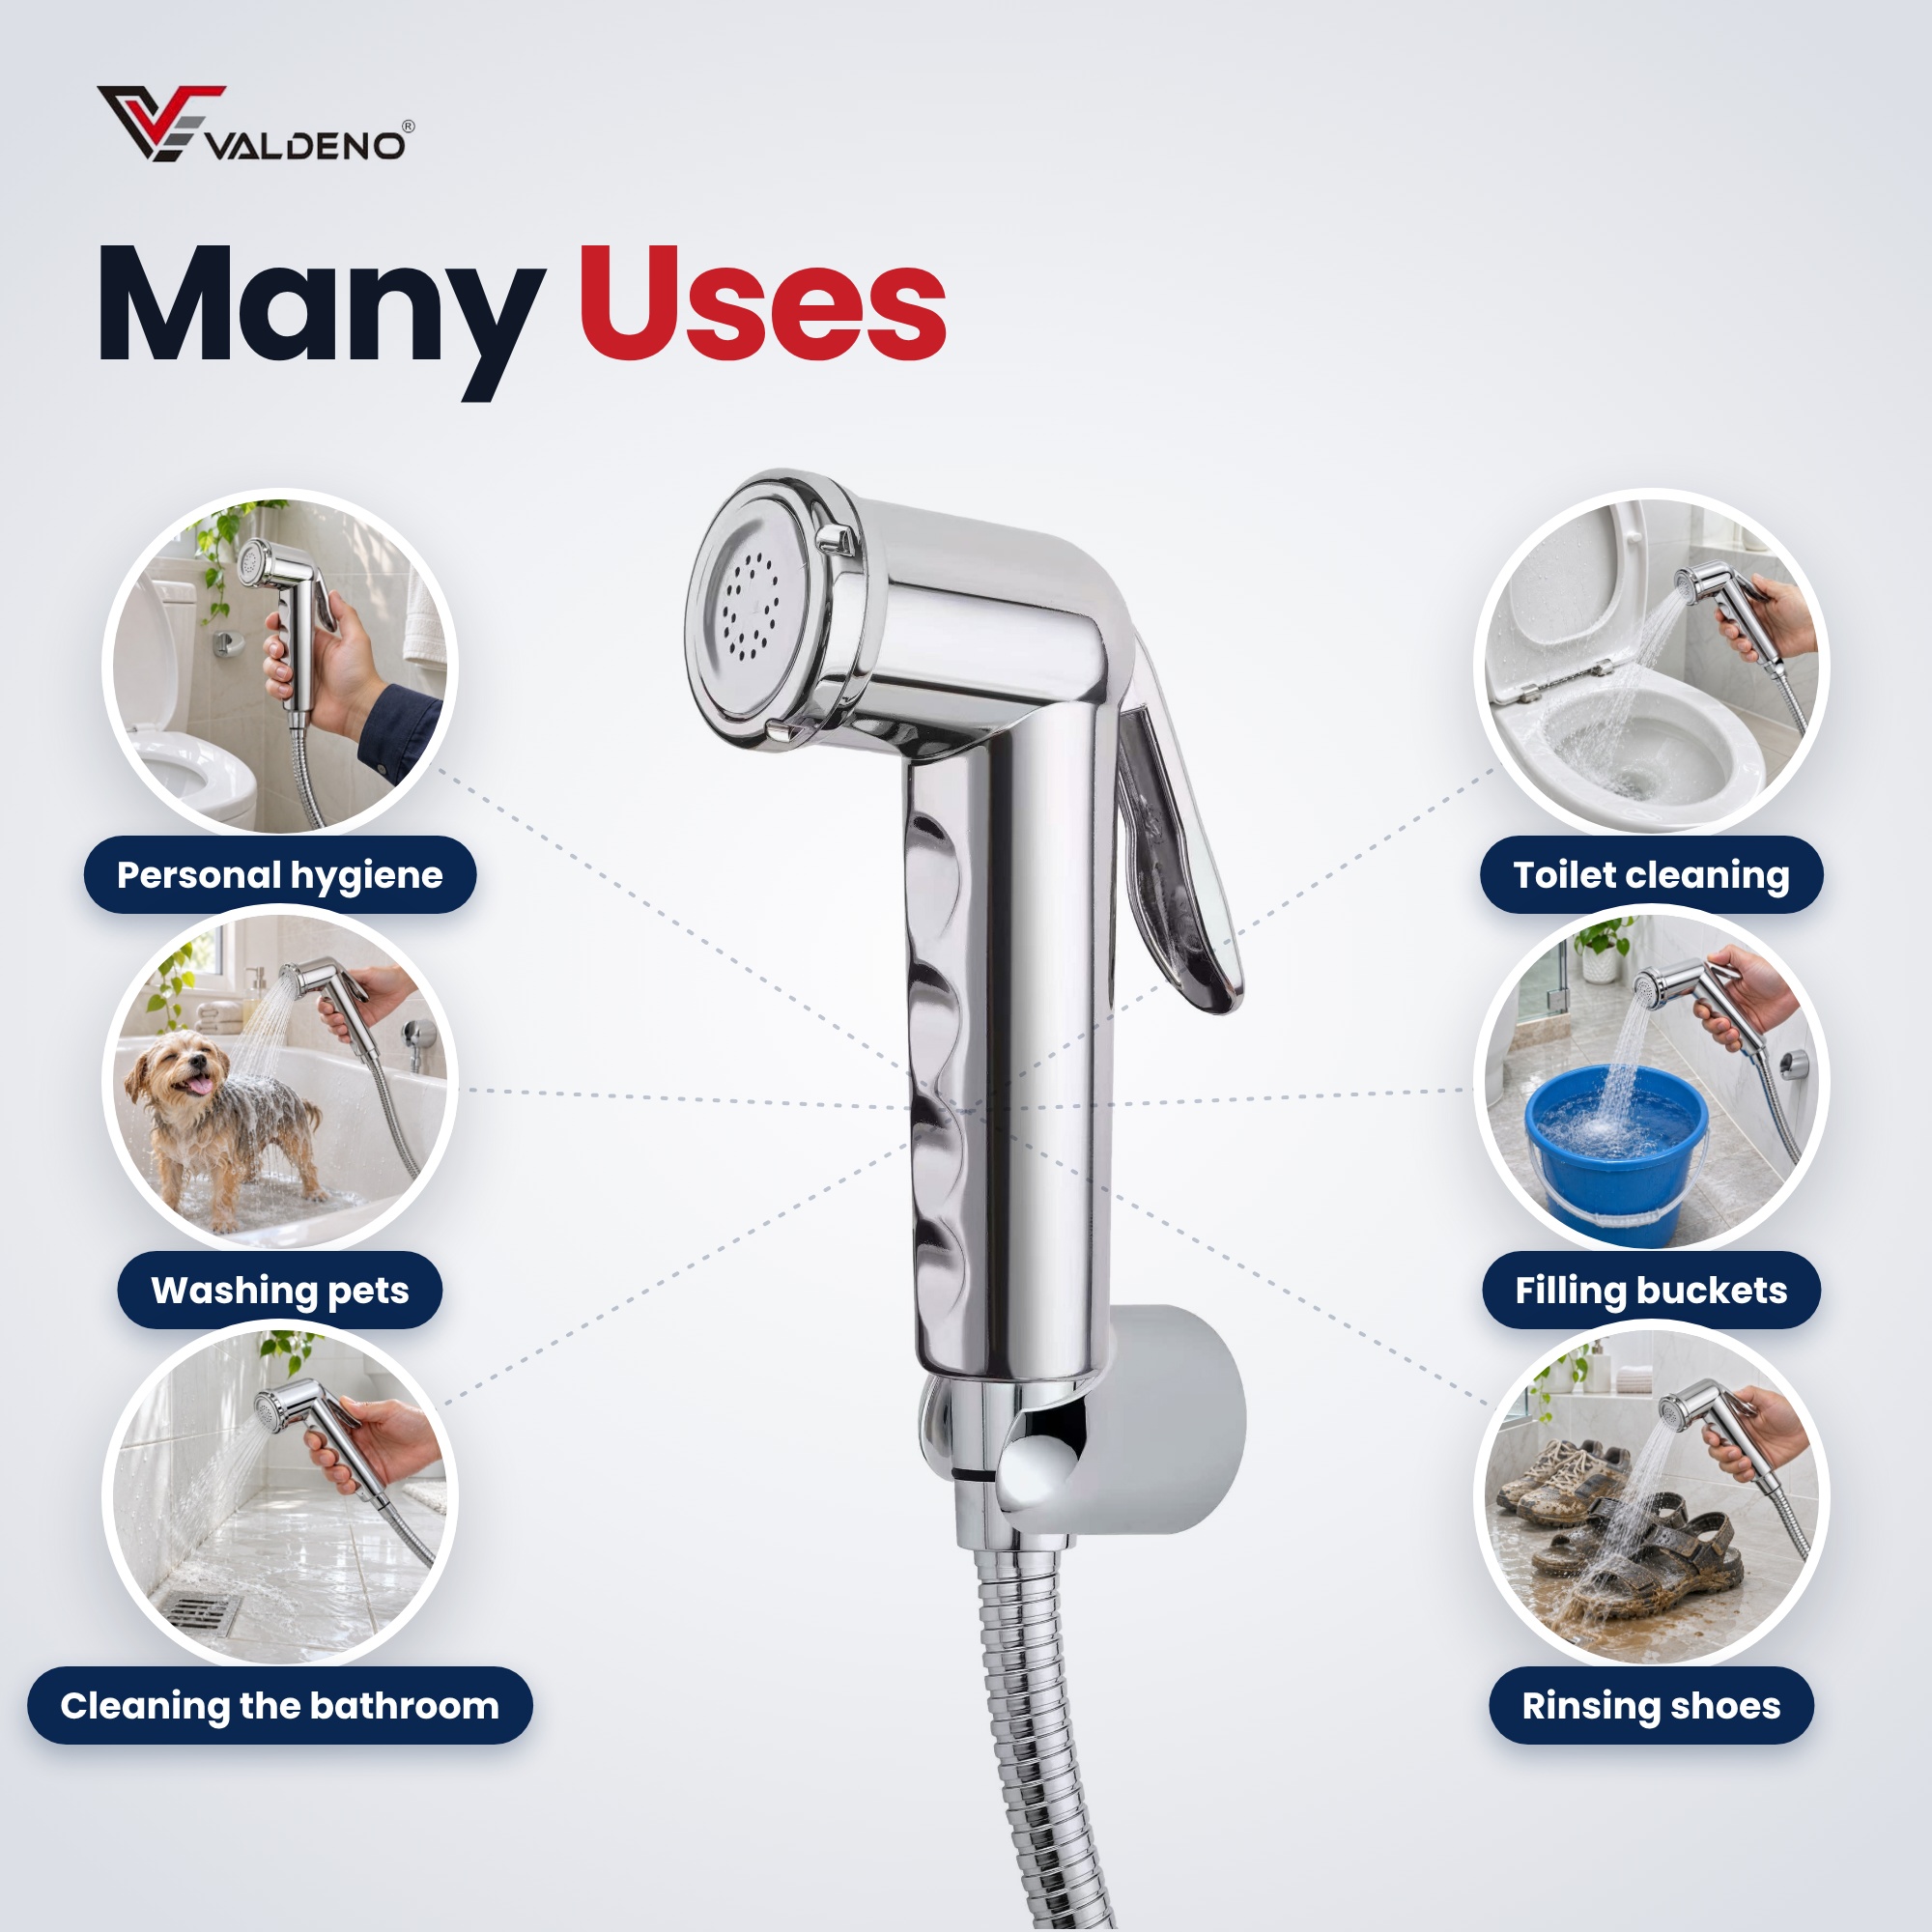 VALDENO®
Many Uses
Personal hygiene
Toilet cleaning
Washing pets
Filling buckets
Cleaning the bathroom
Rinsing shoes